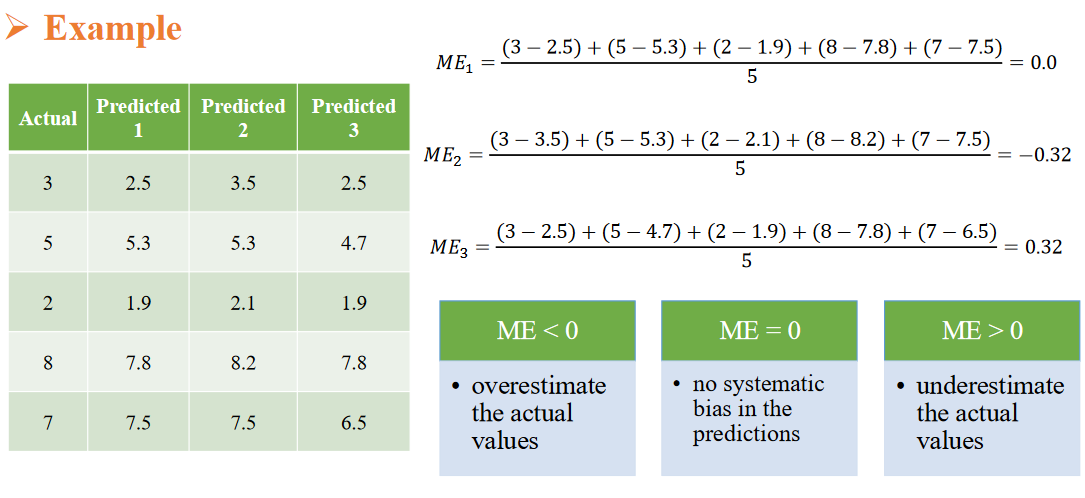 ➤ Example
Actual Predicted 1 Predicted 2 Predicted 3
3 2.5 3.5 2.5
5 5.3 5.3 4.7
2 1.9 2.1 1.9
8 7.8 8.2 7.8
7 7.5 7.5 6.5
ME₁ = ((3 − 2.5) + (5 − 5.3) + (2 − 1.9) + (8 − 7.8) + (7 − 7.5)) / 5 = 0.0
ME₂ = ((3 − 3.5) + (5 − 5.3) + (2 − 2.1) + (8 − 8.2) + (7 − 7.5)) / 5 = −0.32
ME₃ = ((3 − 2.5) + (5 − 4.7) + (2 − 1.9) + (8 − 7.8) + (7 − 6.5)) / 5 = 0.32
ME < 0
• overestimate
the actual
values
ME = 0
• no systematic
bias in the
predictions
ME > 0
• underestimate
the actual
values